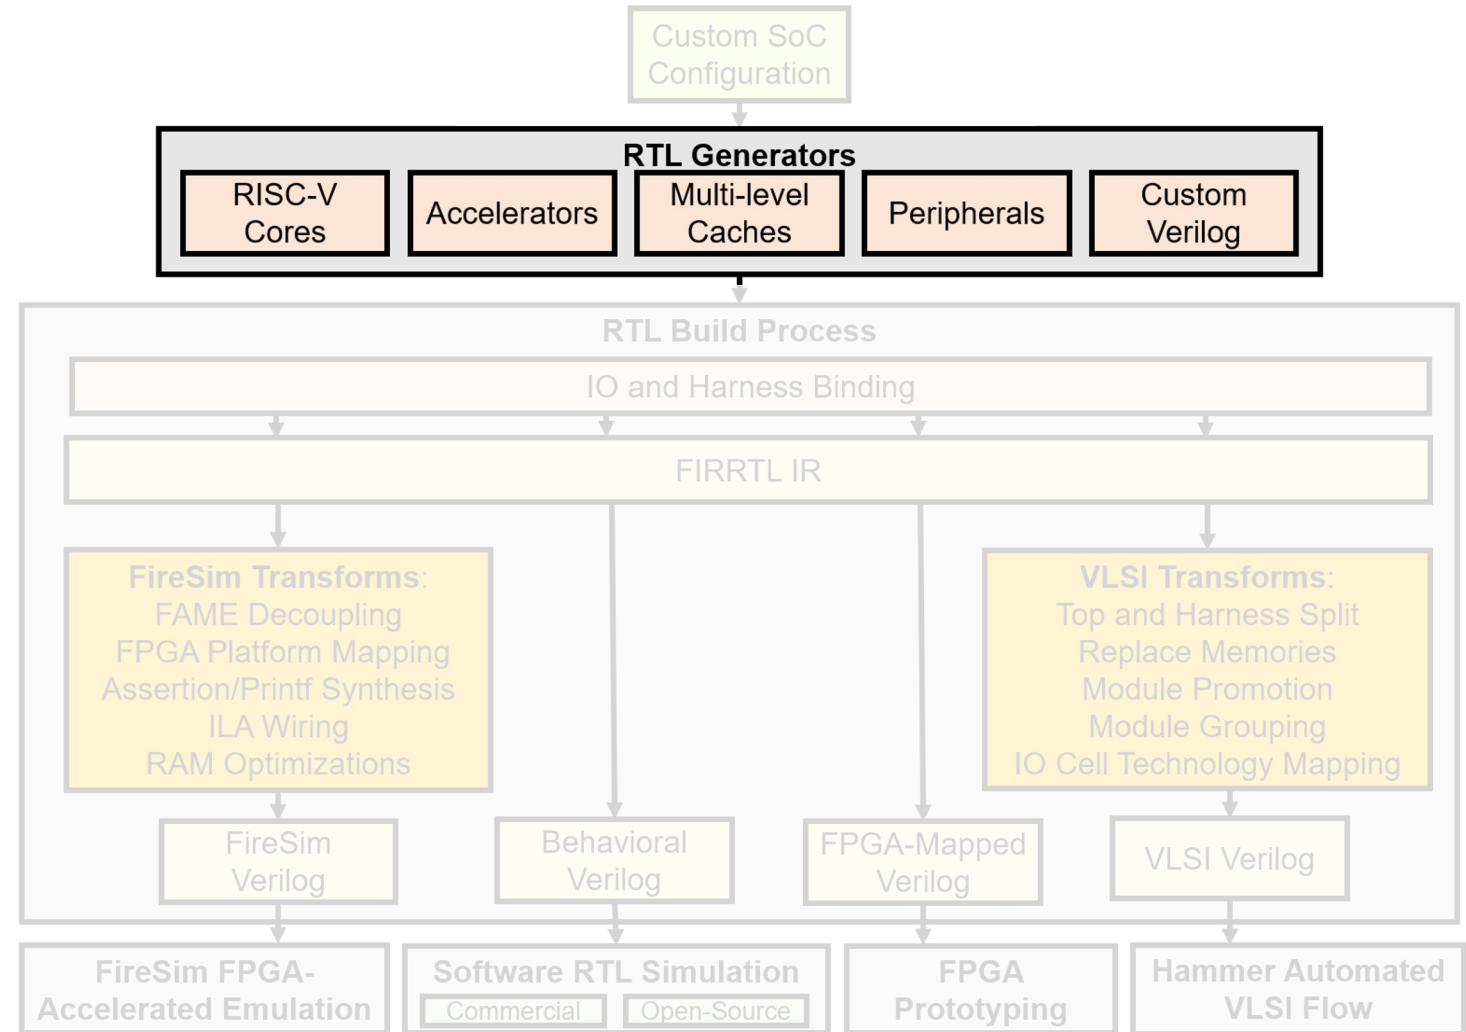 Custom SoC
Configuration
RTL Generators
RISC-V
Cores
Accelerators
Multi-level
Caches
Peripherals
Custom
Verilog
RTL Build Process
IO and Harness Binding
FIRRTL IR
FireSim Transforms:
FAME Decoupling
FPGA Platform Mapping
Assertion/Printf Synthesis
ILA Wiring
RAM Optimizations
VLSI Transforms:
Top and Harness Split
Replace Memories
Module Promotion
Module Grouping
IO Cell Technology Mapping
FireSim
Verilog
Behavioral
Verilog
FPGA-Mapped
Verilog
VLSI Verilog
FireSim FPGA-
Accelerated Emulation
Software RTL Simulation
Commercial
Open-Source
FPGA
Prototyping
Hammer Automated
VLSI Flow